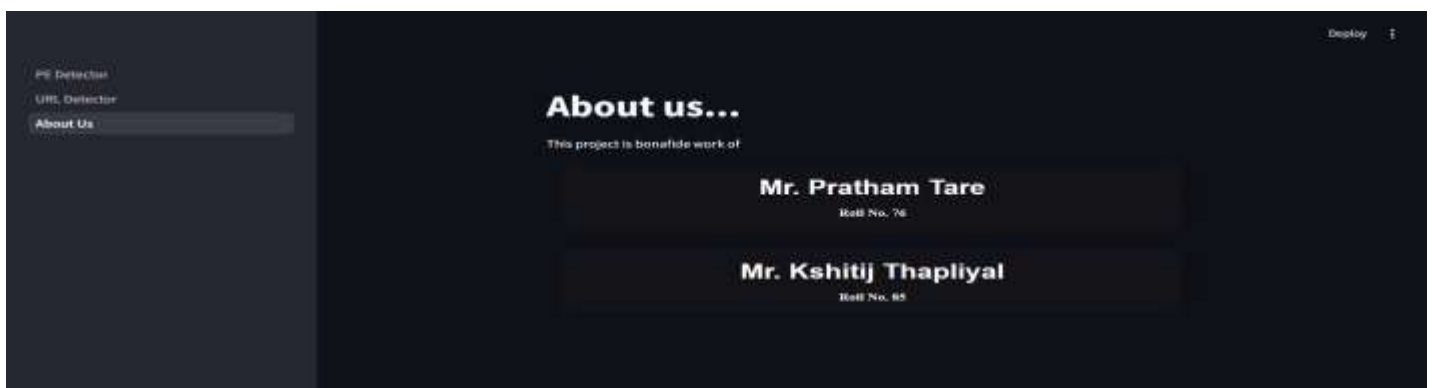 Deploy
PE Detector
URL Detector
About Us
About us...
This project is bonafide work of
Mr. Pratham Tare
Roll No. 76
Mr. Kshitij Thapliyal
Roll No. 85